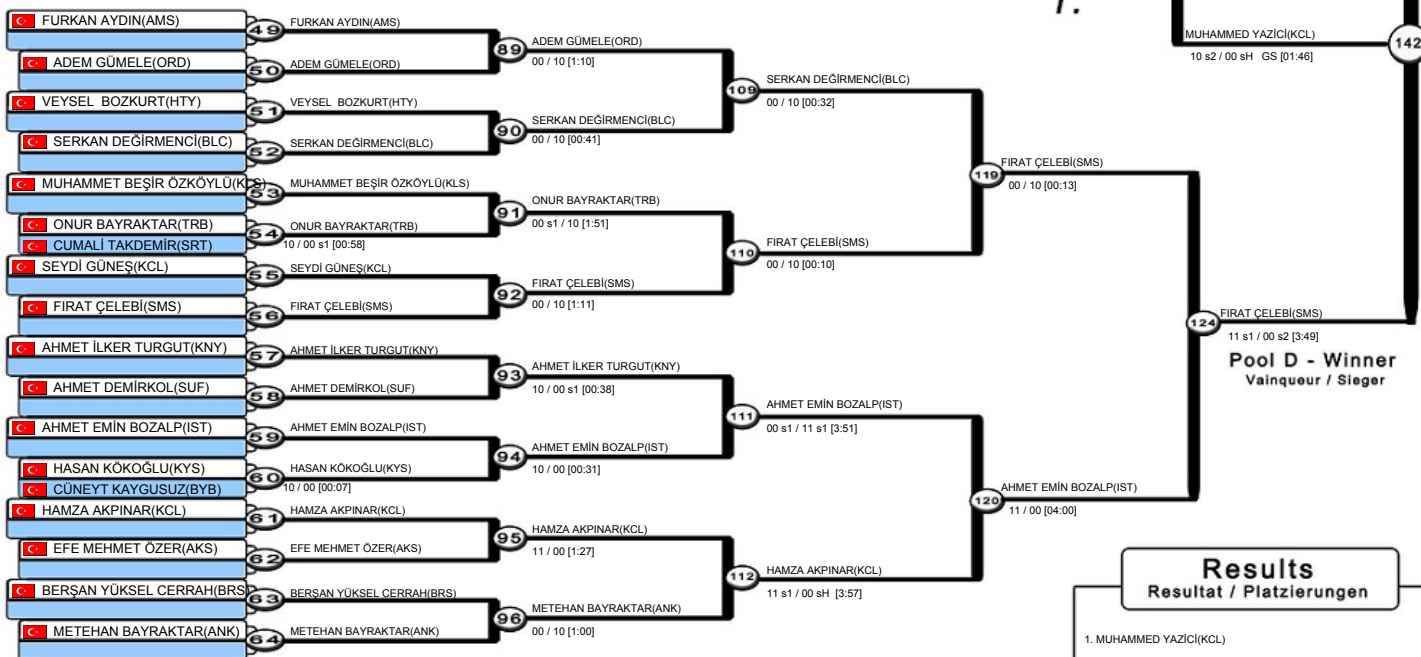 1.
MUHAMMED YAZİCİ(KCL)
10 s2 / 00 sH GS [01:46]
142
FURKAN AYDIN(AMS)
49
FURKAN AYDIN(AMS)
ADEM GÜMELE(ORD)
50
ADEM GÜMELE(ORD)
89
ADEM GÜMELE(ORD)
00 / 10 [1:10]
VEYSEL BOZKURT(HTY)
51
VEYSEL BOZKURT(HTY)
SERKAN DEĞİRMENCİ(BLC)
52
SERKAN DEĞİRMENCİ(BLC)
90
SERKAN DEĞİRMENCİ(BLC)
00 / 10 [00:41]
109
SERKAN DEĞİRMENCİ(BLC)
00 / 10 [00:32]
MUHAMMET BEŞİR ÖZKÖYLÜ(KLS)
53
MUHAMMET BEŞİR ÖZKÖYLÜ(KLS)
ONUR BAYRAKTAR(TRB)
CUMALİ TAKDEMİR(SRT)
54
ONUR BAYRAKTAR(TRB)
10 / 00 s1 [00:58]
91
ONUR BAYRAKTAR(TRB)
00 s1 / 10 [1:51]
SEYDİ GÜNEŞ(KCL)
55
SEYDİ GÜNEŞ(KCL)
FIRAT ÇELEBİ(SMS)
56
FIRAT ÇELEBİ(SMS)
92
FIRAT ÇELEBİ(SMS)
00 / 10 [1:11]
110
FIRAT ÇELEBİ(SMS)
00 / 10 [00:10]
119
FIRAT ÇELEBİ(SMS)
00 / 10 [00:13]
AHMET İLKER TURGUT(KNY)
57
AHMET İLKER TURGUT(KNY)
AHMET DEMİRKOL(SUF)
58
AHMET DEMİRKOL(SUF)
93
AHMET İLKER TURGUT(KNY)
10 / 00 s1 [00:38]
AHMET EMİN BOZALP(IST)
59
AHMET EMİN BOZALP(IST)
HASAN KÖKOĞLU(KYS)
CÜNEYT KAYGUSUZ(BYB)
60
HASAN KÖKOĞLU(KYS)
10 / 00 [00:07]
94
AHMET EMİN BOZALP(IST)
10 / 00 [00:31]
111
AHMET EMİN BOZALP(IST)
00 s1 / 11 s1 [3:51]
HAMZA AKPINAR(KCL)
61
HAMZA AKPINAR(KCL)
EFE MEHMET ÖZER(AKS)
62
EFE MEHMET ÖZER(AKS)
95
HAMZA AKPINAR(KCL)
11 / 00 [1:27]
BERŞAN YÜKSEL CERRAH(BRS)
63
BERŞAN YÜKSEL CERRAH(BRS)
METEHAN BAYRAKTAR(ANK)
64
METEHAN BAYRAKTAR(ANK)
96
METEHAN BAYRAKTAR(ANK)
00 / 10 [1:00]
112
HAMZA AKPINAR(KCL)
11 s1 / 00 sH [3:57]
120
AHMET EMİN BOZALP(IST)
11 / 00 [04:00]
124
FIRAT ÇELEBİ(SMS)
11 s1 / 00 s2 [3:49]
Pool D - Winner
Vainqueur / Sieger
Results
Resultat / Platzierungen
1. MUHAMMED YAZİCİ(KCL)